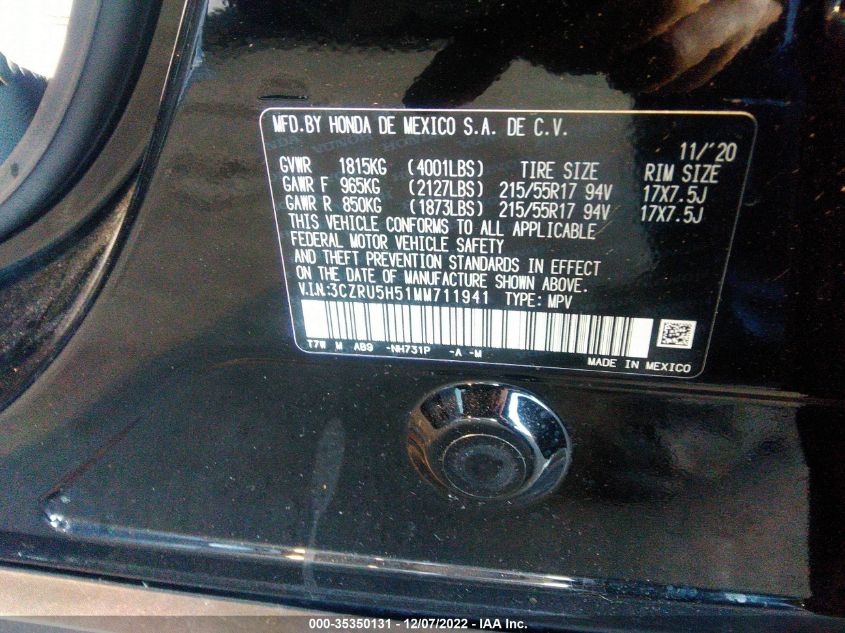 MFD.BY HONDA DE MEXICO S.A. DE C.V.
11/'20
GVWR 1815KG (4001LBS) TIRE SIZE RIM SIZE
GAWR F 965KG (2127LBS) 215/55R17 94V 17X7.5J
GAWR R 850KG (1873LBS) 215/55R17 94V 17X7.5J
THIS VEHICLE CONFORMS TO ALL APPLICABLE
FEDERAL MOTOR VEHICLE SAFETY
AND THEFT PREVENTION STANDARDS IN EFFECT
ON THE DATE OF MANUFACTURE SHOWN ABOVE.
V.I.N:3CZRU5H51MM711941 TYPE: MPV
T7W M AB9 -NH731P -A -M
MADE IN MEXICO
000-35350131 - 12/07/2022 - IAA Inc.